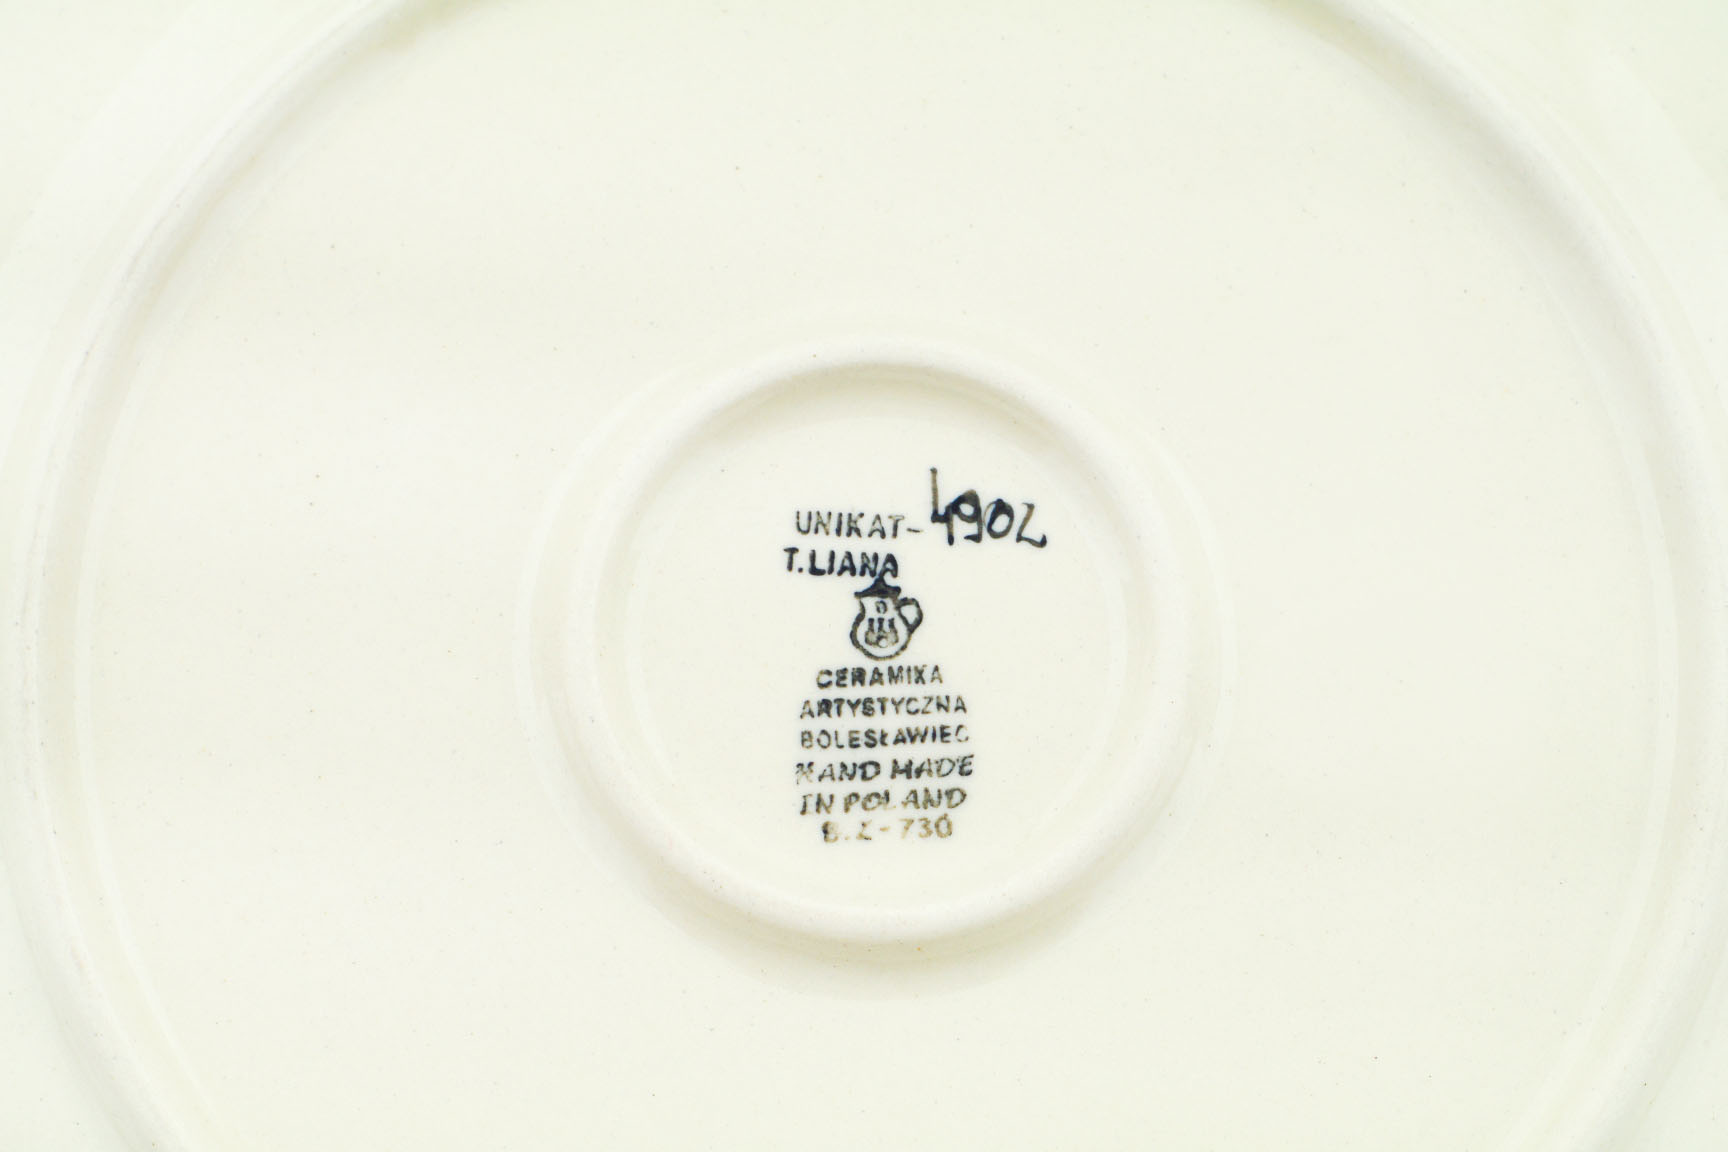 UNIKAT-4902
T.LIANA
CERAMIKA
ARTYSTYCZNA
BOLESŁAWIEC
HAND MADE
IN POLAND
B.Z-730